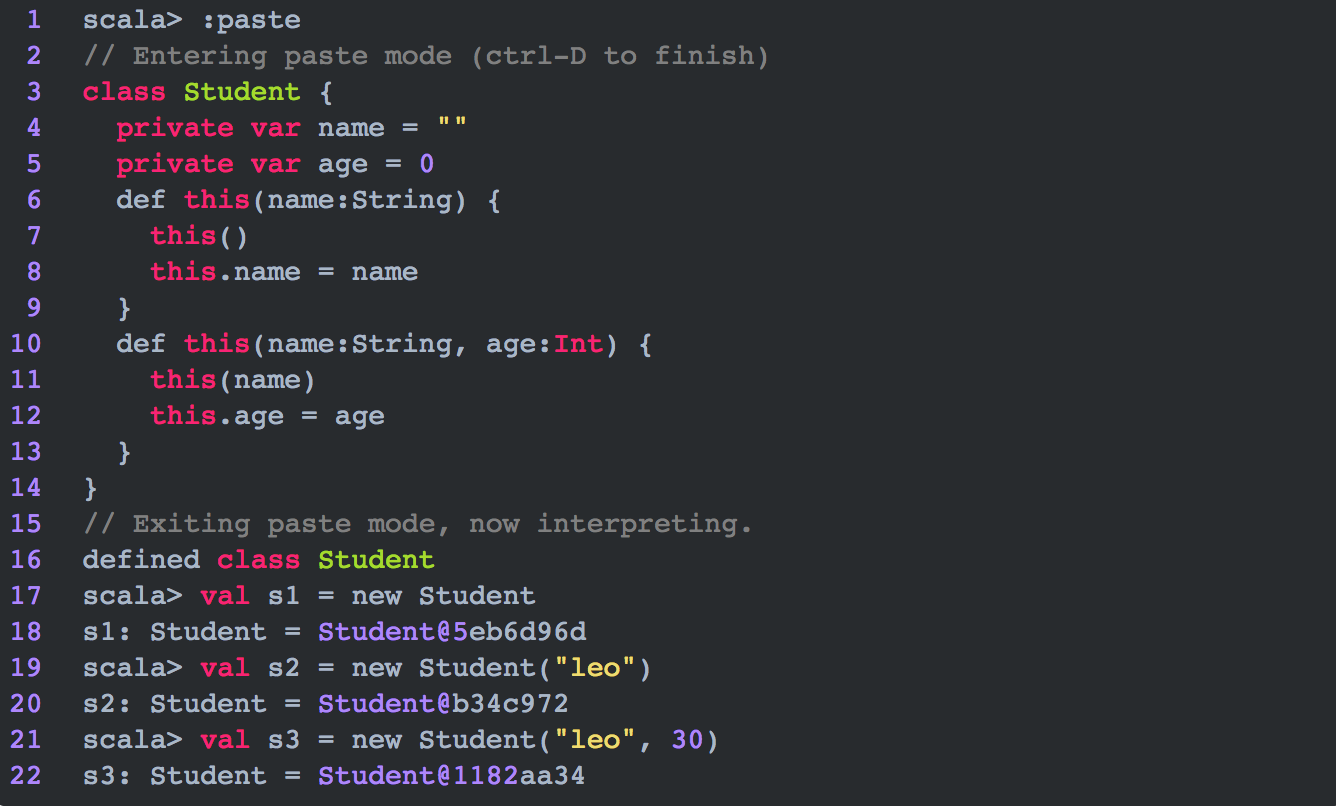 1 scala> :paste
2 // Entering paste mode (ctrl-D to finish)
3 class Student {
4   private var name = ""
5   private var age = 0
6   def this(name:String) {
7     this()
8     this.name = name
9   }
10   def this(name:String, age:Int) {
11     this(name)
12     this.age = age
13   }
14 }
15 // Exiting paste mode, now interpreting.
16 defined class Student
17 scala> val s1 = new Student
18 s1: Student = Student@5eb6d96d
19 scala> val s2 = new Student("leo")
20 s2: Student = Student@b34c972
21 scala> val s3 = new Student("leo", 30)
22 s3: Student = Student@1182aa34